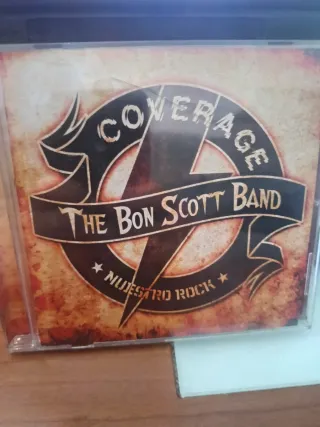 COVERAGE
THE BON SCOTT BAND
★ NUESTRO ROCK ★